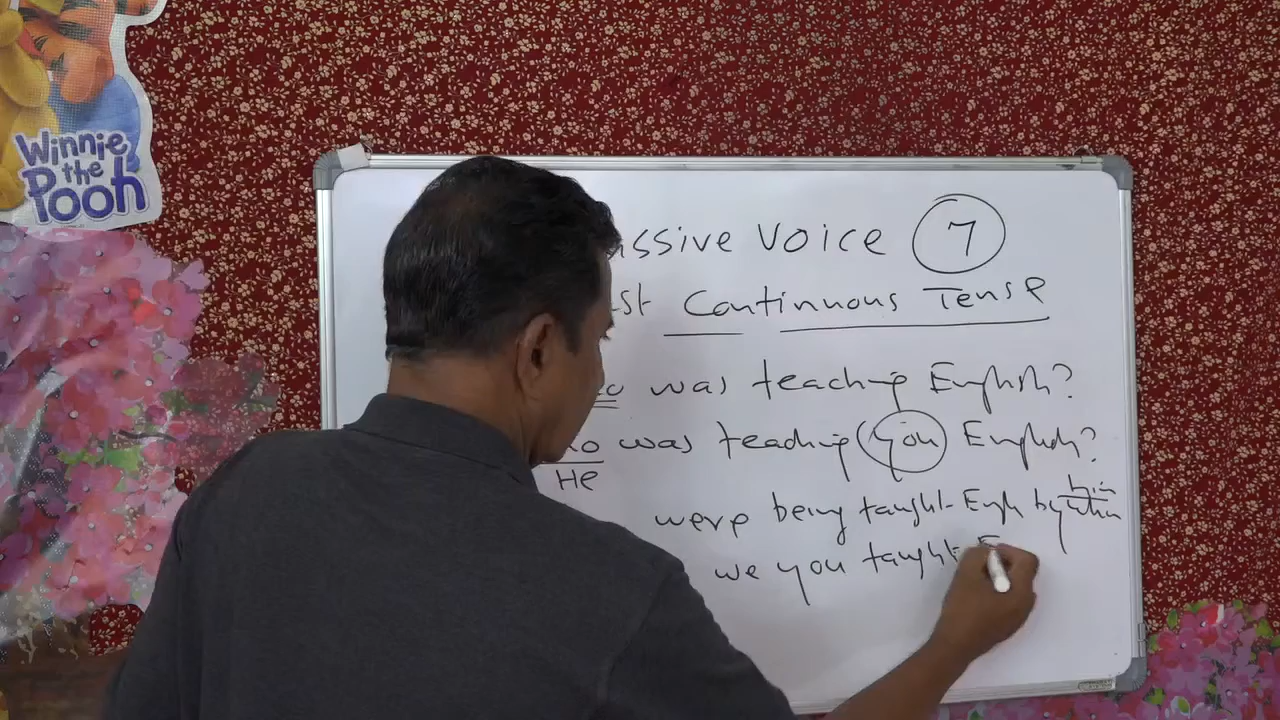 Winnie
the
Pooh
assive Voice 7
st Continuous Tense
was teaching English?
was teaching (you English?
He
were being taught Engh by
him
we you taught E